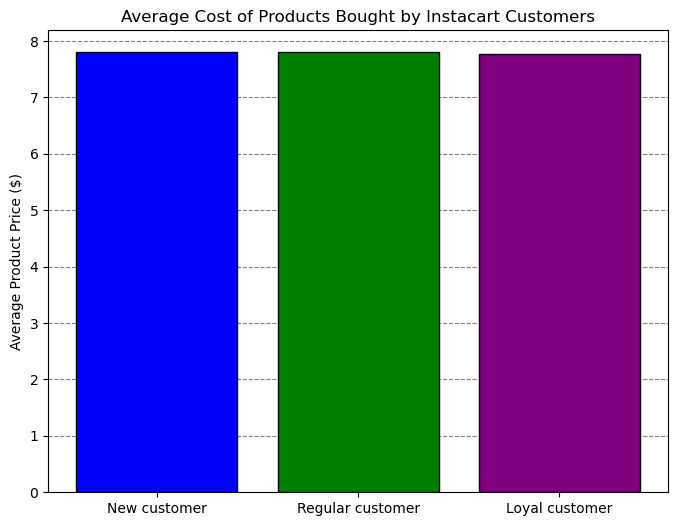 Average Cost of Products Bought by Instacart Customers
Average Product Price ($)
8
7
6
5
4
3
2
1
0
New customer
Regular customer
Loyal customer